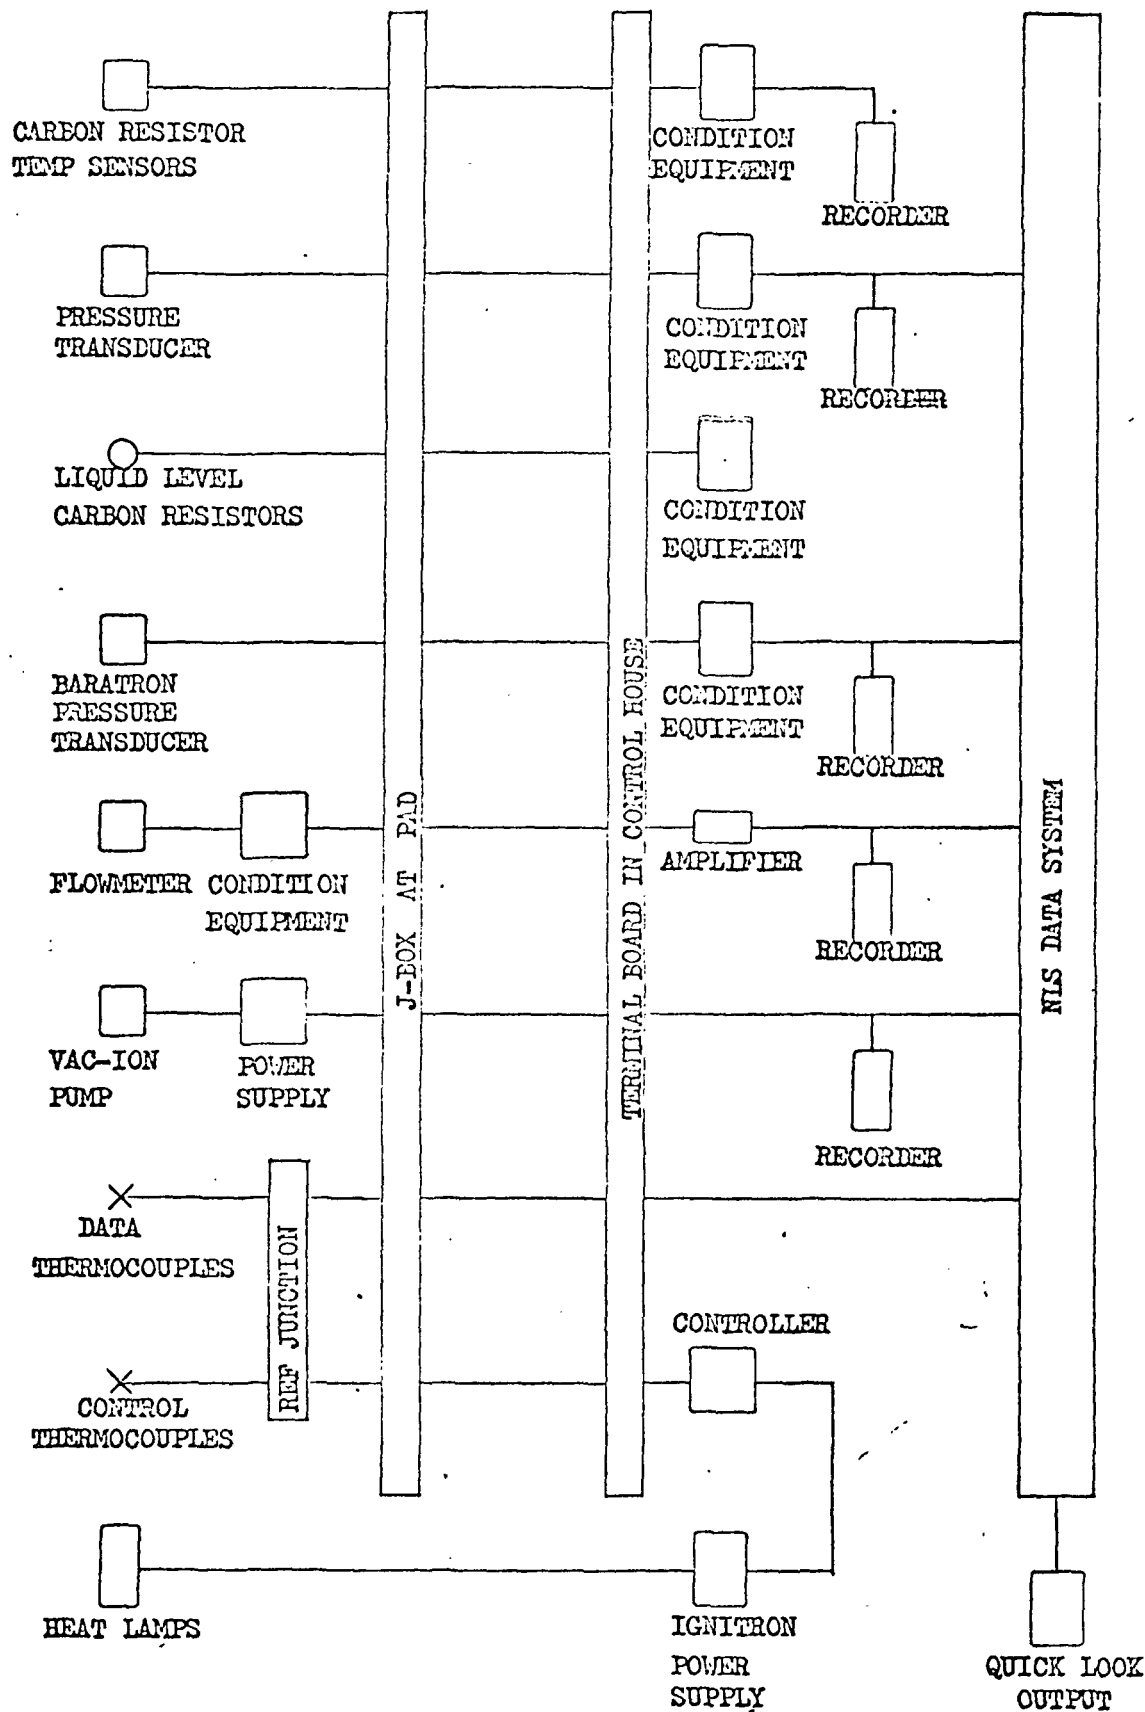 CARBON RESISTOR
TEMP SENSORS
CONDITION
EQUIPMENT
RECORDER
PRESSURE
TRANSDUCER
CONDITION
EQUIPMENT
RECORDER
LIQUID LEVEL
CARBON RESISTORS
CONDITION
EQUIPMENT
BARATRON
PRESSURE
TRANSDUCER
CONDITION
EQUIPMENT
RECORDER
FLOWMETER
CONDITION
EQUIPMENT
AMPLIFIER
RECORDER
VAC-ION
PUMP
POWER
SUPPLY
RECORDER
J-BOX AT PAD
TERMINAL BOARD IN CONTROL HOUSE
NLS DATA SYSTEM
DATA
THERMOCOUPLES
REF JUNCTION
CONTROL
THERMOCOUPLES
CONTROLLER
HEAT LAMPS
IGNITRON
POWER
SUPPLY
QUICK LOOK
OUTPUT